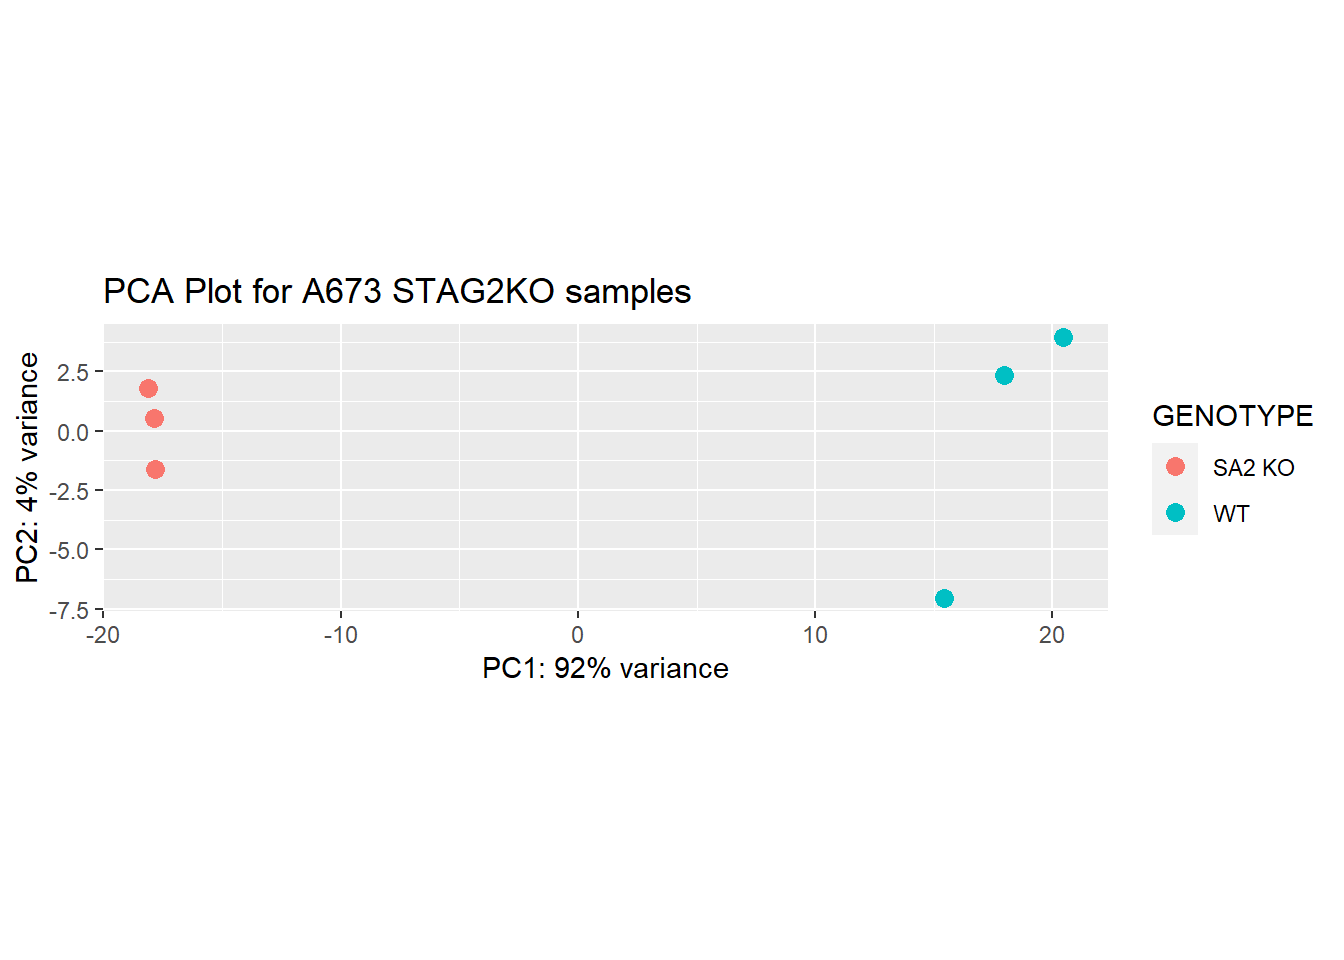 PCA Plot for A673 STAG2KO samples
PC2: 4% variance
2.5
0.0
-2.5
-5.0
-7.5
-20
-10
0
10
20
PC1: 92% variance
GENOTYPE
SA2 KO
WT